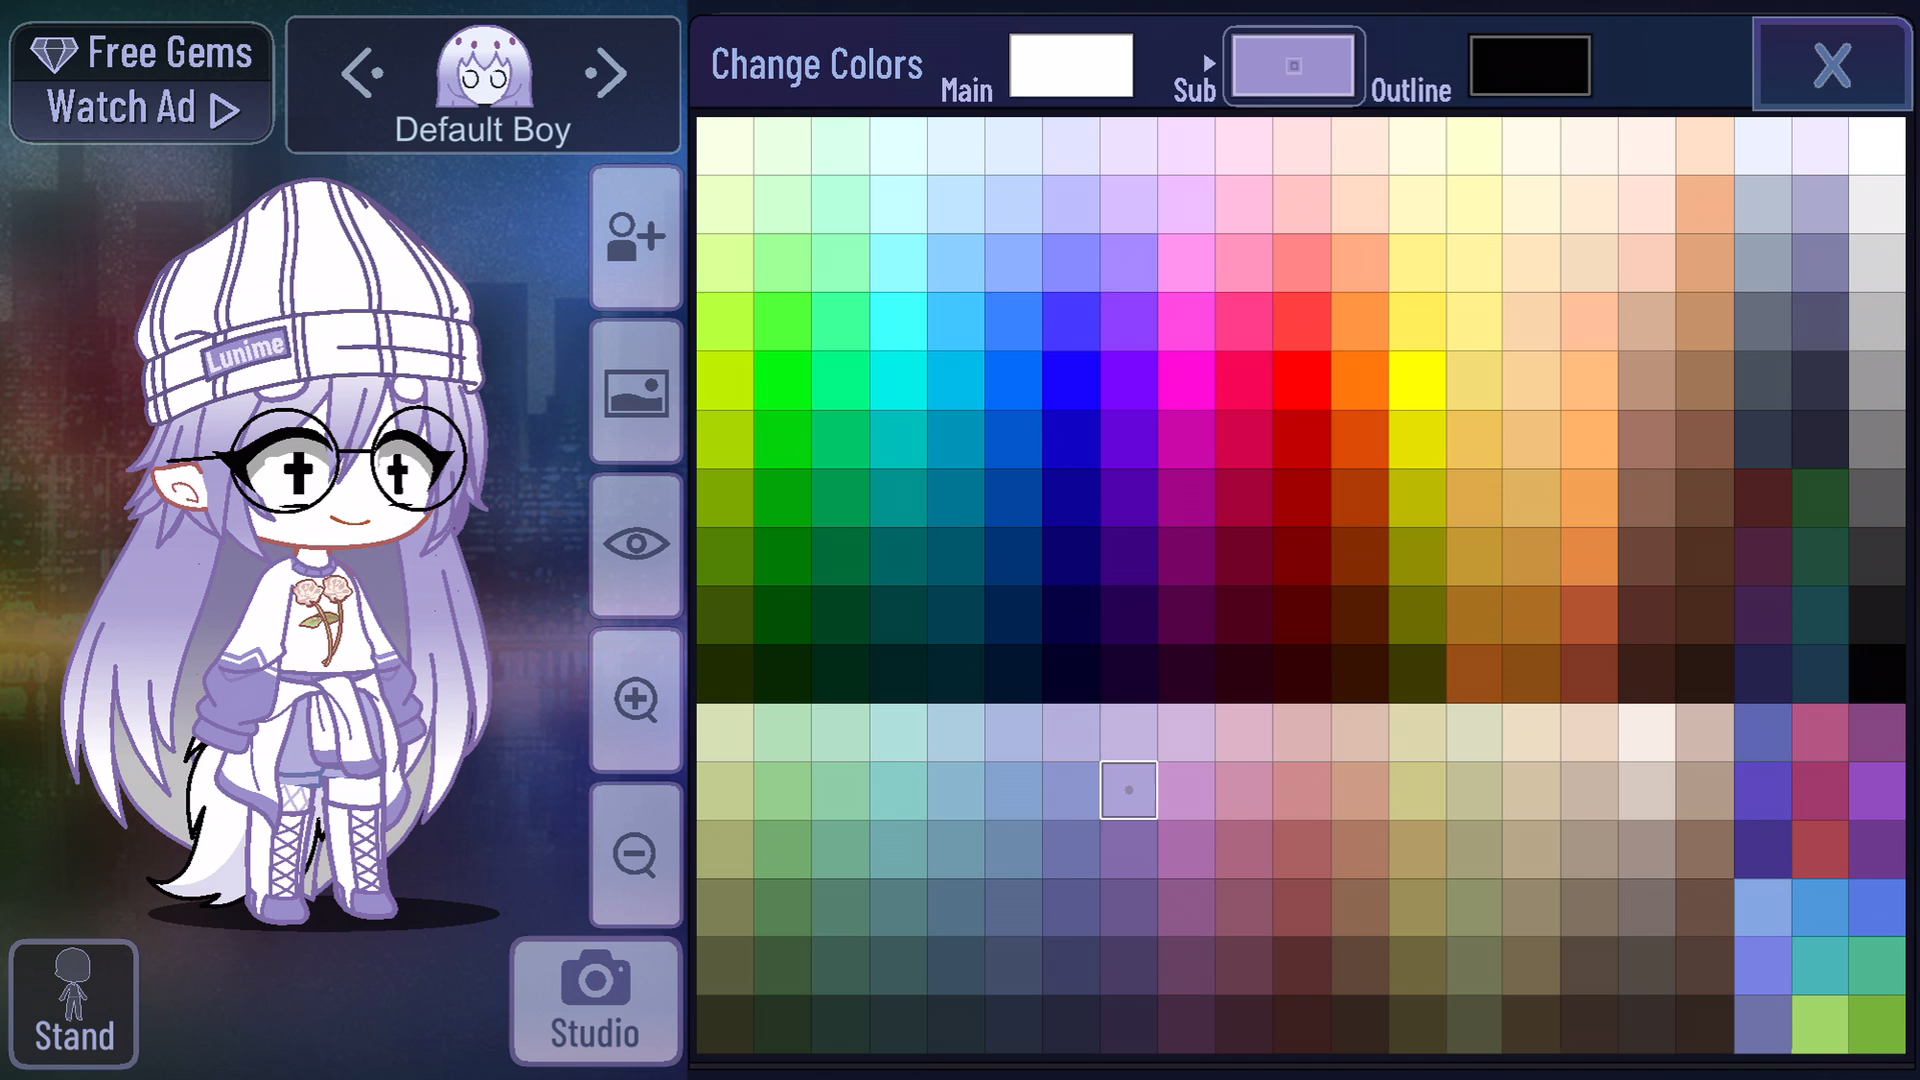 Free Gems
Watch Ad
Default Boy
Change Colors
Main
Sub
Outline
X
Lunime
Stand
Studio